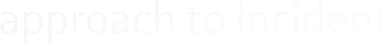 approach to incident